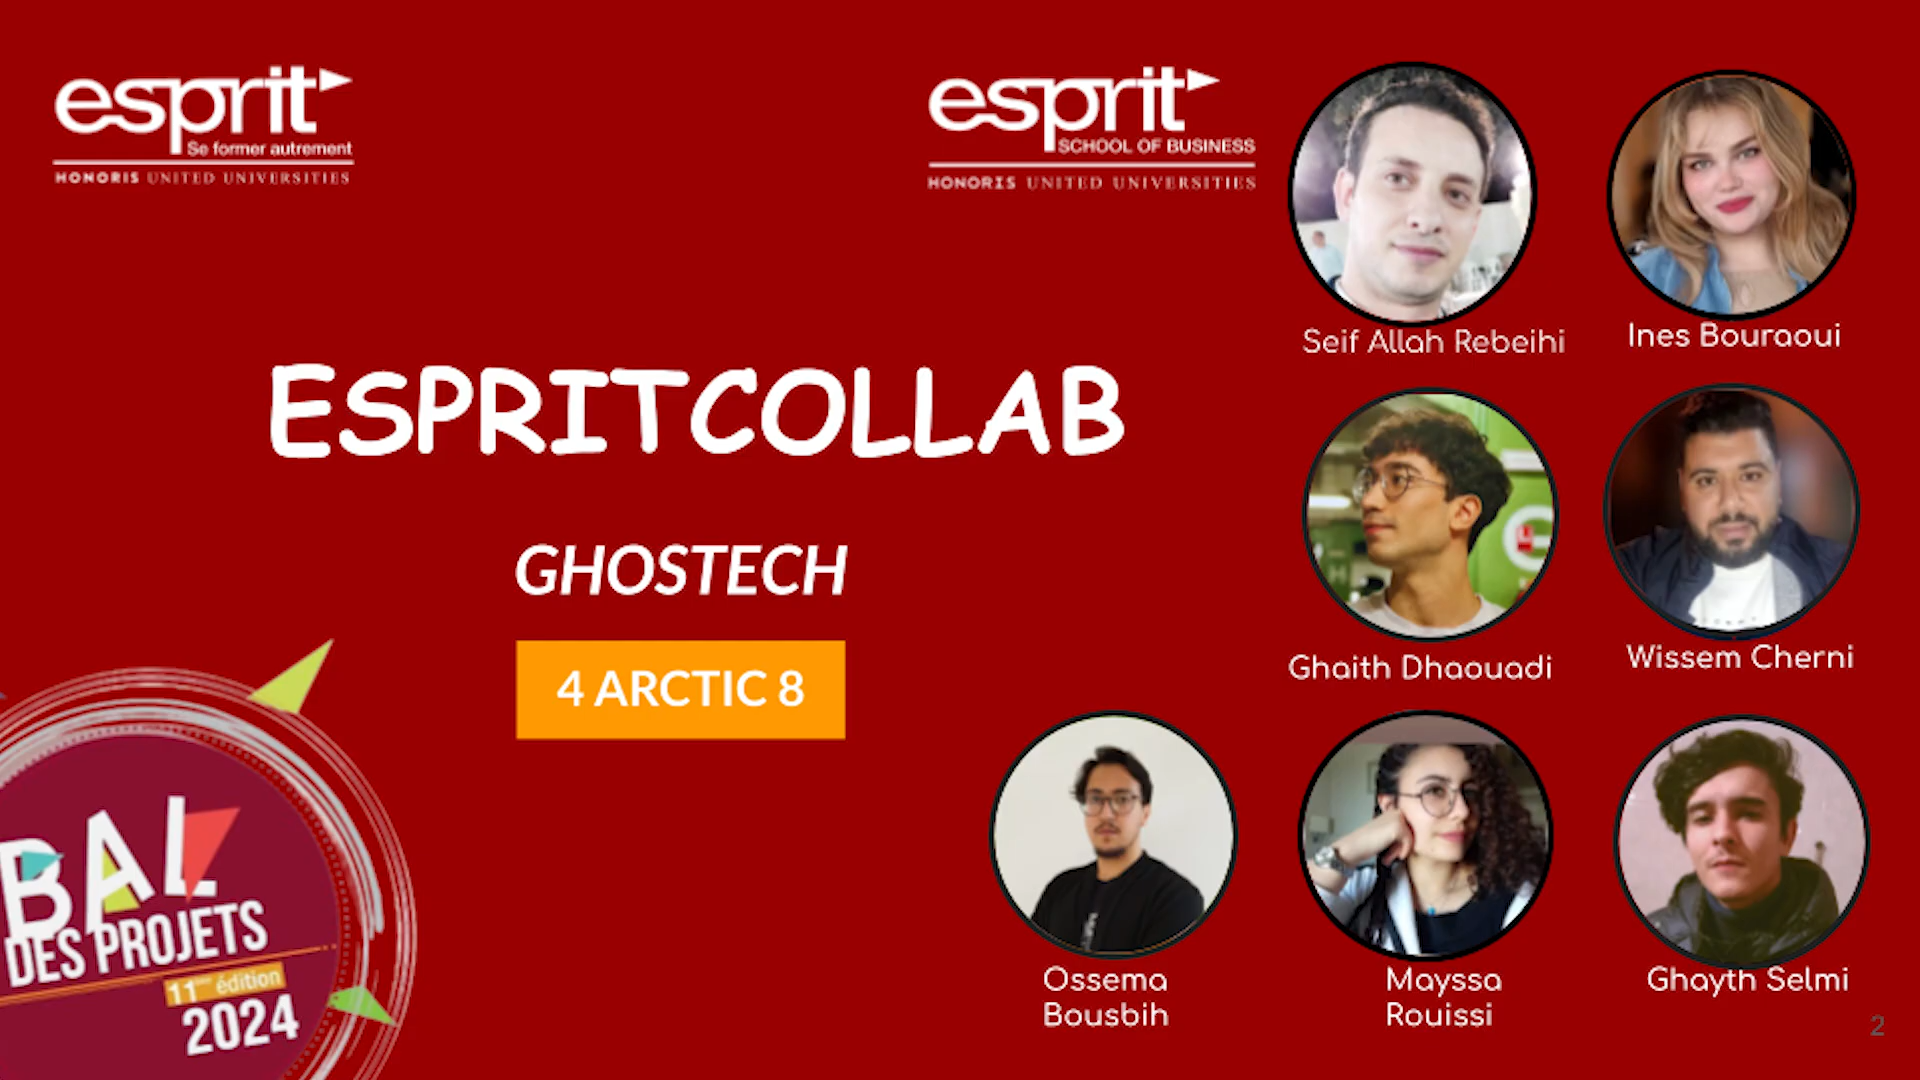 esprit
Se former autrement
HONORIS UNITED UNIVERSITIES
esprit
SCHOOL OF BUSINESS
HONORIS UNITED UNIVERSITIES
Seif Allah Rebeihi
Ines Bouraoui
ESPRITCOLLAB
GHOSTECH
4 ARCTIC 8
Ghaith Dhaouadi
Wissem Cherni
Ossema
Bousbih
Mayssa
Rouissi
Ghayth Selmi
BAL
DES PROJETS
11ème édition
2024
2